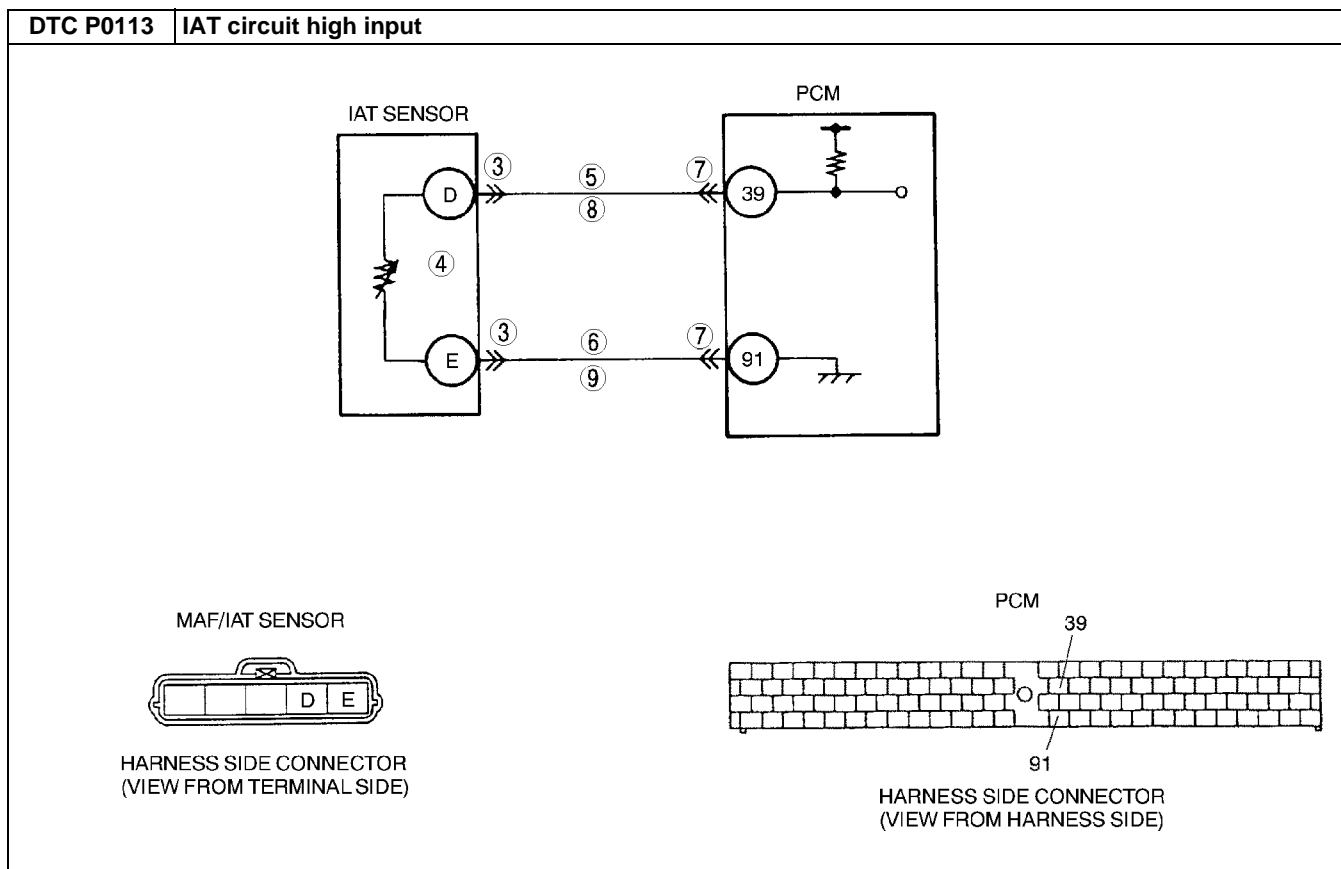 DTC P0113 IAT circuit high input
IAT SENSOR
PCM
D
3
5
8
7
39
4
E
3
6
9
7
91
MAF/IAT SENSOR
D E
HARNESS SIDE CONNECTOR
(VIEW FROM TERMINAL SIDE)
PCM
39
91
HARNESS SIDE CONNECTOR
(VIEW FROM HARNESS SIDE)